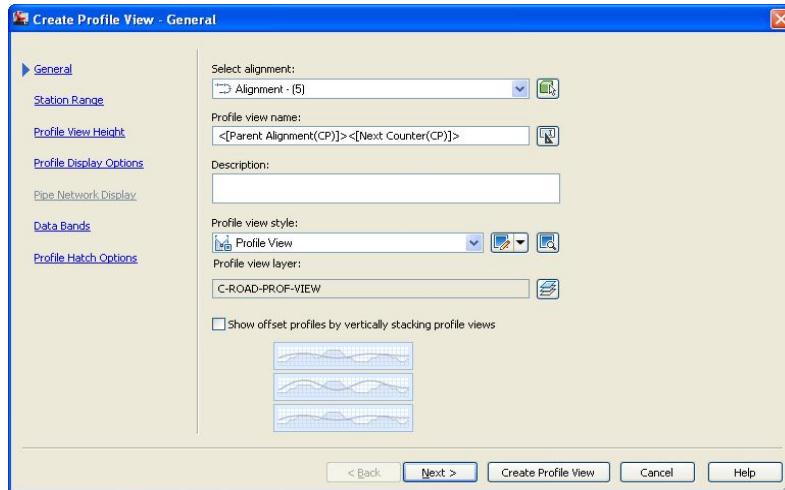 Create Profile View - General
General
Station Range
Profile View Height
Profile Display Options
Pipe Network Display
Data Bands
Profile Hatch Options
Select alignment:
Alignment - (5)
Profile view name:
<[Parent Alignment(CP)]><[Next Counter(CP)]>
Description:
Profile view style:
Profile View
Profile view layer:
C-ROAD-PROF-VIEW
Show offset profiles by vertically stacking profile views
< Back
Next >
Create Profile View
Cancel
Help